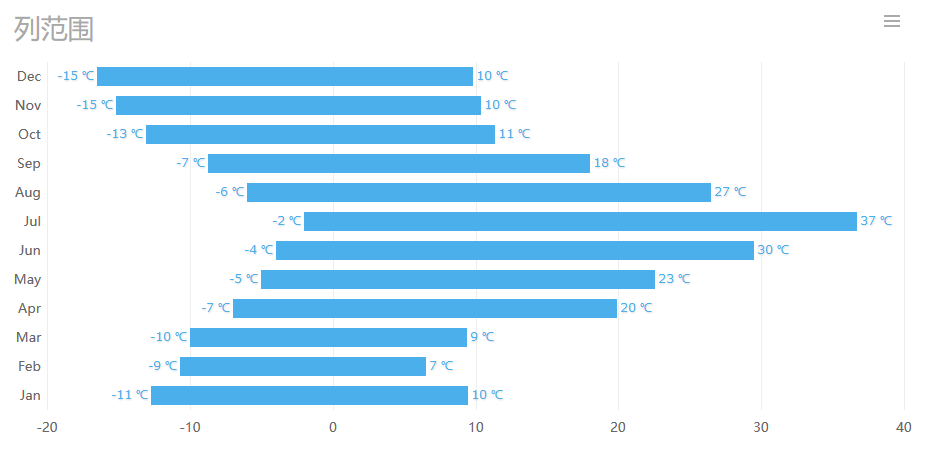 列范围
Dec -15 ℃ 10 ℃
Nov -15 ℃ 10 ℃
Oct -13 ℃ 11 ℃
Sep -7 ℃ 18 ℃
Aug -6 ℃ 27 ℃
Jul -2 ℃ 37 ℃
Jun -4 ℃ 30 ℃
May -5 ℃ 23 ℃
Apr -7 ℃ 20 ℃
Mar -10 ℃ 9 ℃
Feb -9 ℃ 7 ℃
Jan -11 ℃ 10 ℃
-20 -10 0 10 20 30 40